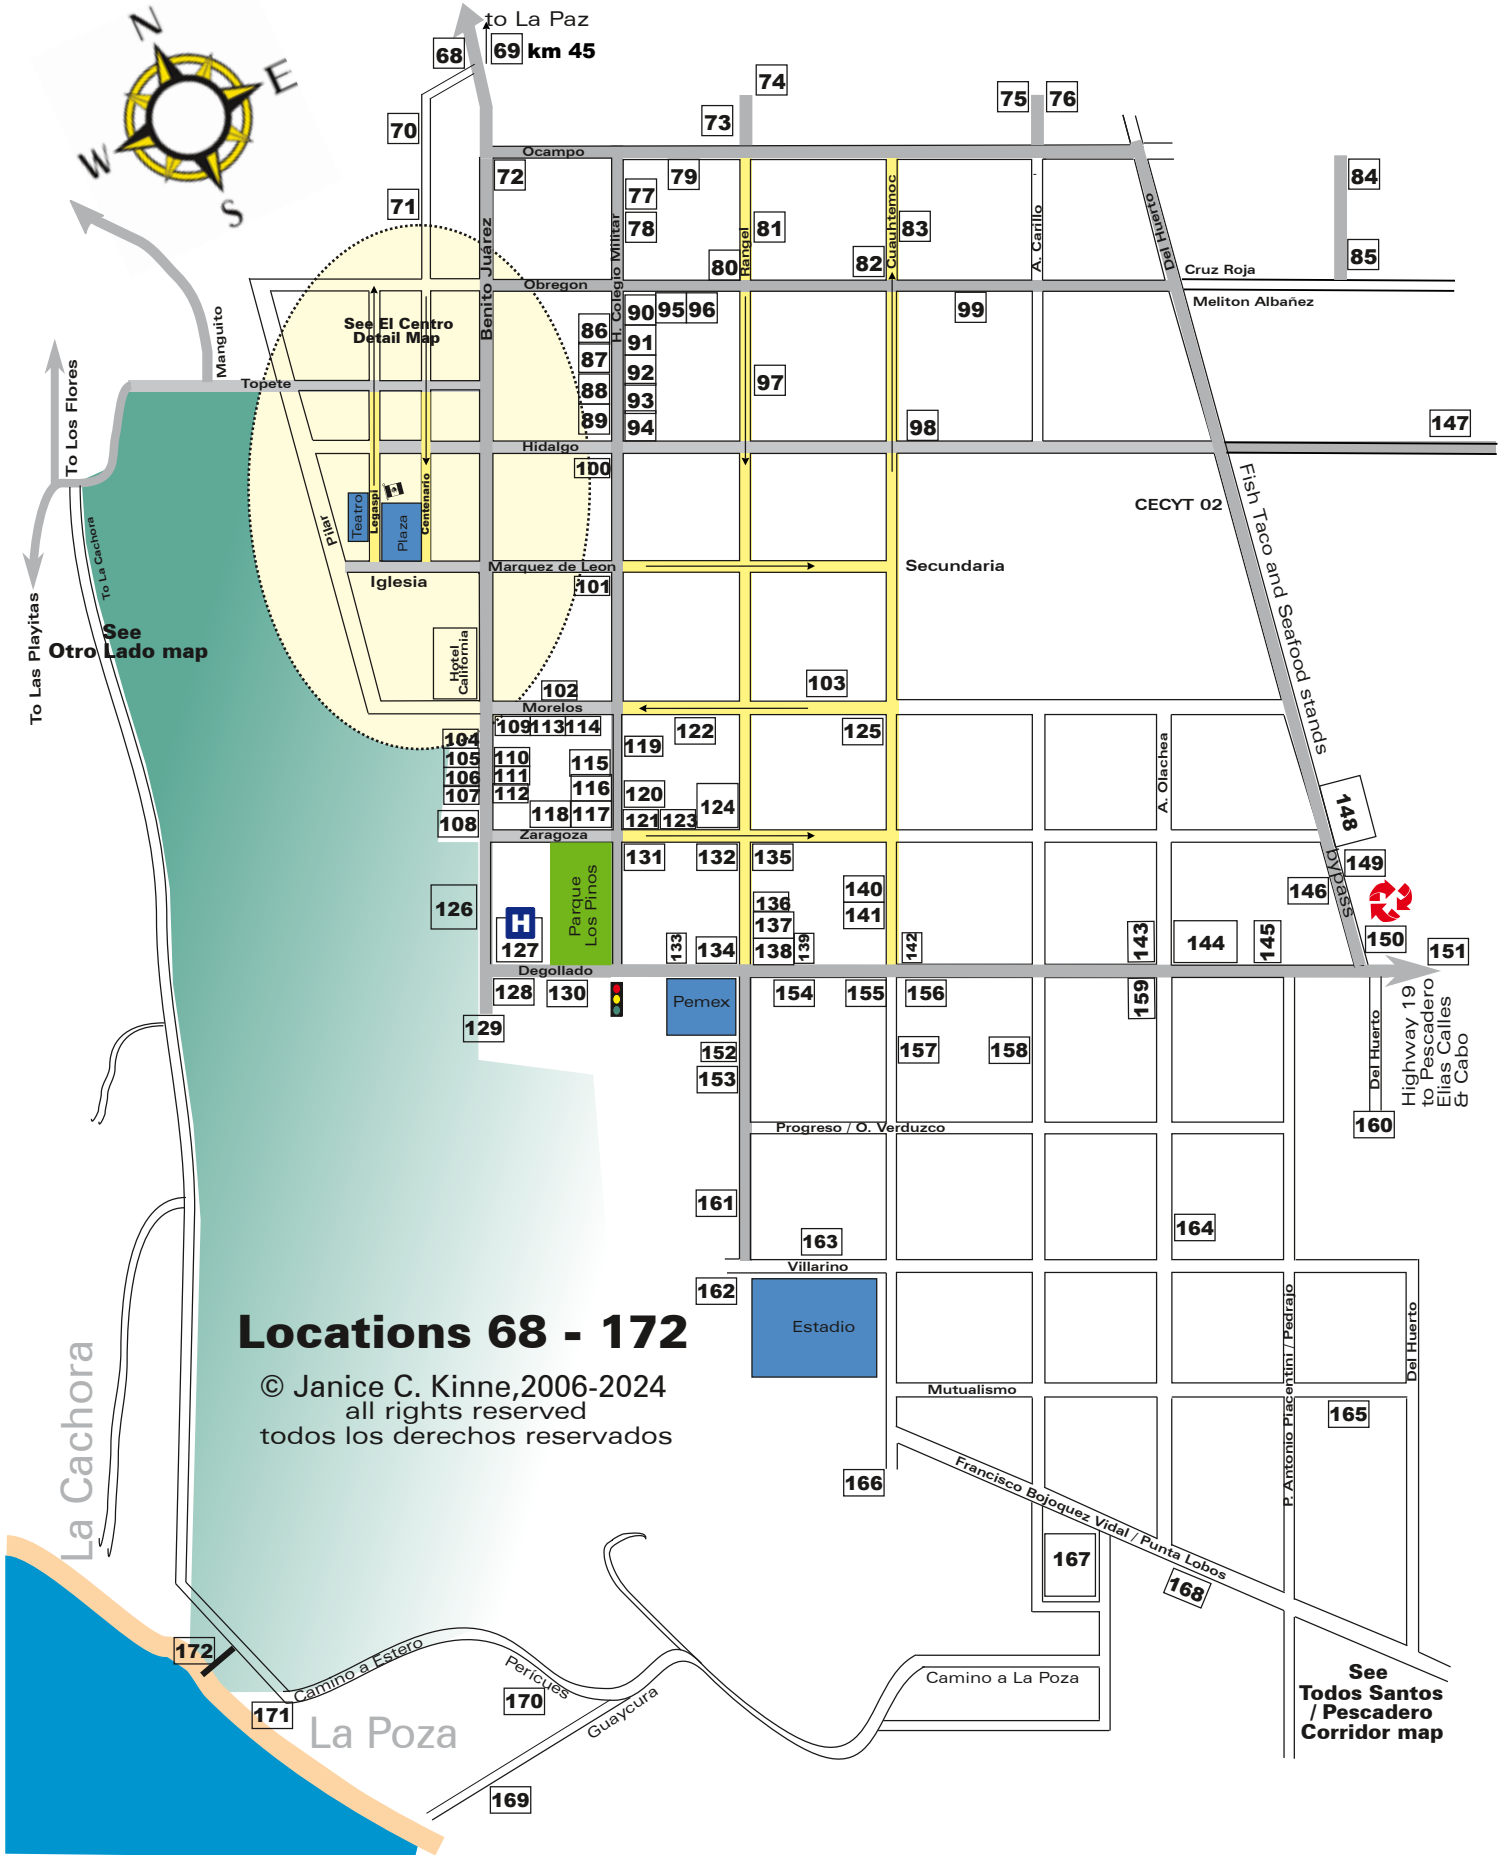 N
E
W
S
to La Paz
68
69 km 45
70
71
72
73
74
75
76
Ocampo
77
78
79
80
81
82
83
84
85
Benito Juárez
H. Colegio Militar
Rangel
Cuauhtemoc
A. Carillo
Del Huerto
Cruz Roja
Meliton Albañez
Obregon
Manguito
See El Centro
Detail Map
86
87
88
89
90
91
92
93
94
95
96
97
98
99
Topete
To Los Flores
Hidalgo
100
147
CECYT 02
Fish Taco and Seafood stands
Pilar
Teatro
Legaspi
Plaza
Centenario
To La Cachora
Marquez de Leon
Secundaria
Iglesia
101
To Las Playitas
See
Otro Lado map
Hotel
California
102
103
Morelos
104
105
106
107
108
109
110
111
112
113
114
115
116
117
118
119
120
121
122
123
124
125
A. Olachea
148
Zaragoza
bypass
126
H
127
Parque
Los Pinos
131
132
133
134
135
136
137
138
139
140
141
142
143
144
145
146
149
150
151
Degollado
128
129
130
Pemex
152
153
154
155
156
157
158
159
Del Huerto
160
Highway 19
to Pescadero
Elias Calles
& Cabo
Progreso / O. Verduzco
161
162
163
164
Villarino
Estadio
Locations 68 - 172
© Janice C. Kinne,2006-2024
all rights reserved
todos los derechos reservados
La Cachora
Mutualismo
P. Antonio Piacentini / Pedrajo
Del Huerto
165
166
Francisco Bojoquez Vidal / Punta Lobos
167
168
172
171
Camino a Estero
Pericues
170
Guaycura
Camino a La Poza
La Poza
169
See
Todos Santos
/ Pescadero
Corridor map